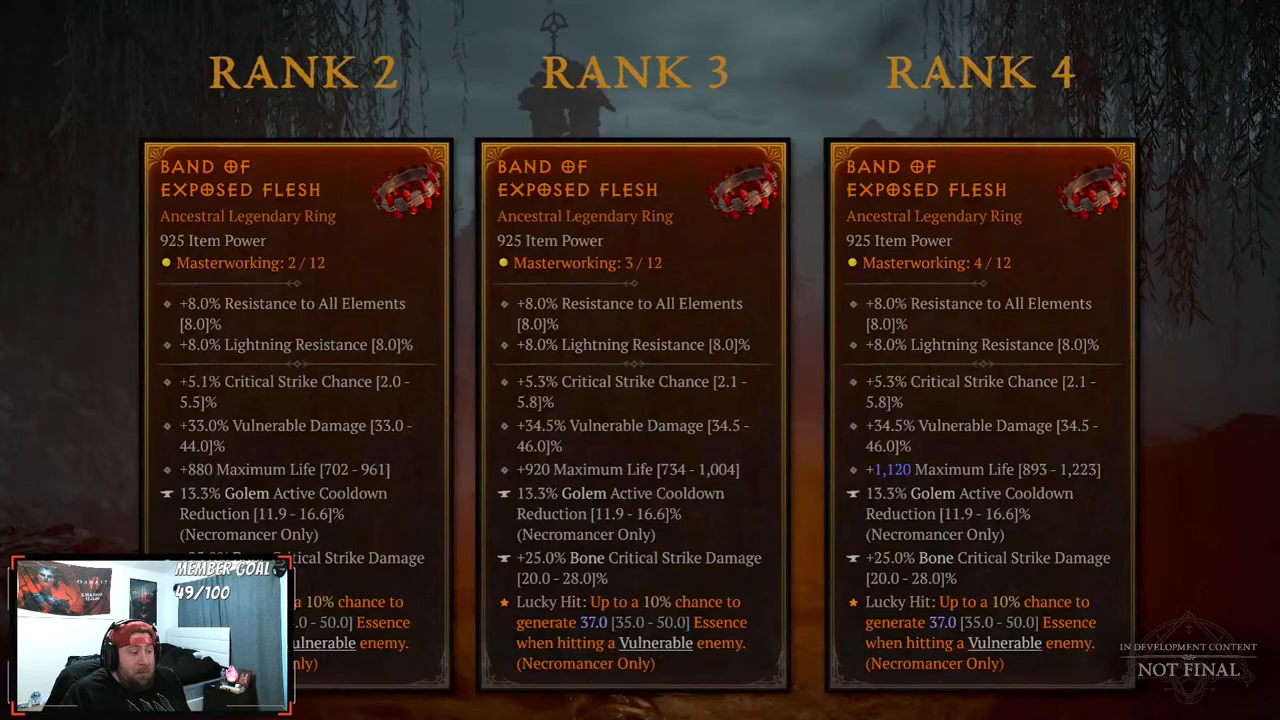 RANK 2
RANK 3
RANK 4
BAND OF
EXPOSED FLESH
Ancestral Legendary Ring
925 Item Power
Masterworking: 2 / 12
+8.0% Resistance to All Elements
[8.0]%
+8.0% Lightning Resistance [8.0]%
+5.1% Critical Strike Chance [2.0 -
5.5]%
+33.0% Vulnerable Damage [33.0 -
44.0]%
+880 Maximum Life [702 - 961]
13.3% Golem Active Cooldown
Reduction [11.9 - 16.6]%
(Necromancer Only)
Critical Strike Damage
a 10% chance to
.0 - 50.0] Essence
ulnerable enemy.
nly)
BAND OF
EXPOSED FLESH
Ancestral Legendary Ring
925 Item Power
Masterworking: 3 / 12
+8.0% Resistance to All Elements
[8.0]%
+8.0% Lightning Resistance [8.0]%
+5.3% Critical Strike Chance [2.1 -
5.8]%
+34.5% Vulnerable Damage [34.5 -
46.0]%
+920 Maximum Life [734 - 1,004]
13.3% Golem Active Cooldown
Reduction [11.9 - 16.6]%
(Necromancer Only)
+25.0% Bone Critical Strike Damage
[20.0 - 28.0]%
Lucky Hit: Up to a 10% chance to
generate 37.0 [35.0 - 50.0] Essence
when hitting a Vulnerable enemy.
(Necromancer Only)
BAND OF
EXPOSED FLESH
Ancestral Legendary Ring
925 Item Power
Masterworking: 4 / 12
+8.0% Resistance to All Elements
[8.0]%
+8.0% Lightning Resistance [8.0]%
+5.3% Critical Strike Chance [2.1 -
5.8]%
+34.5% Vulnerable Damage [34.5 -
46.0]%
+1,120 Maximum Life [893 - 1,223]
13.3% Golem Active Cooldown
Reduction [11.9 - 16.6]%
(Necromancer Only)
+25.0% Bone Critical Strike Damage
[20.0 - 28.0]%
Lucky Hit: Up to a 10% chance to
generate 37.0 [35.0 - 50.0] Essence
when hitting a Vulnerable enemy.
(Necromancer Only)
MEMBER GOAL
49/100
IN DEVELOPMENT CONTENT
NOT FINAL